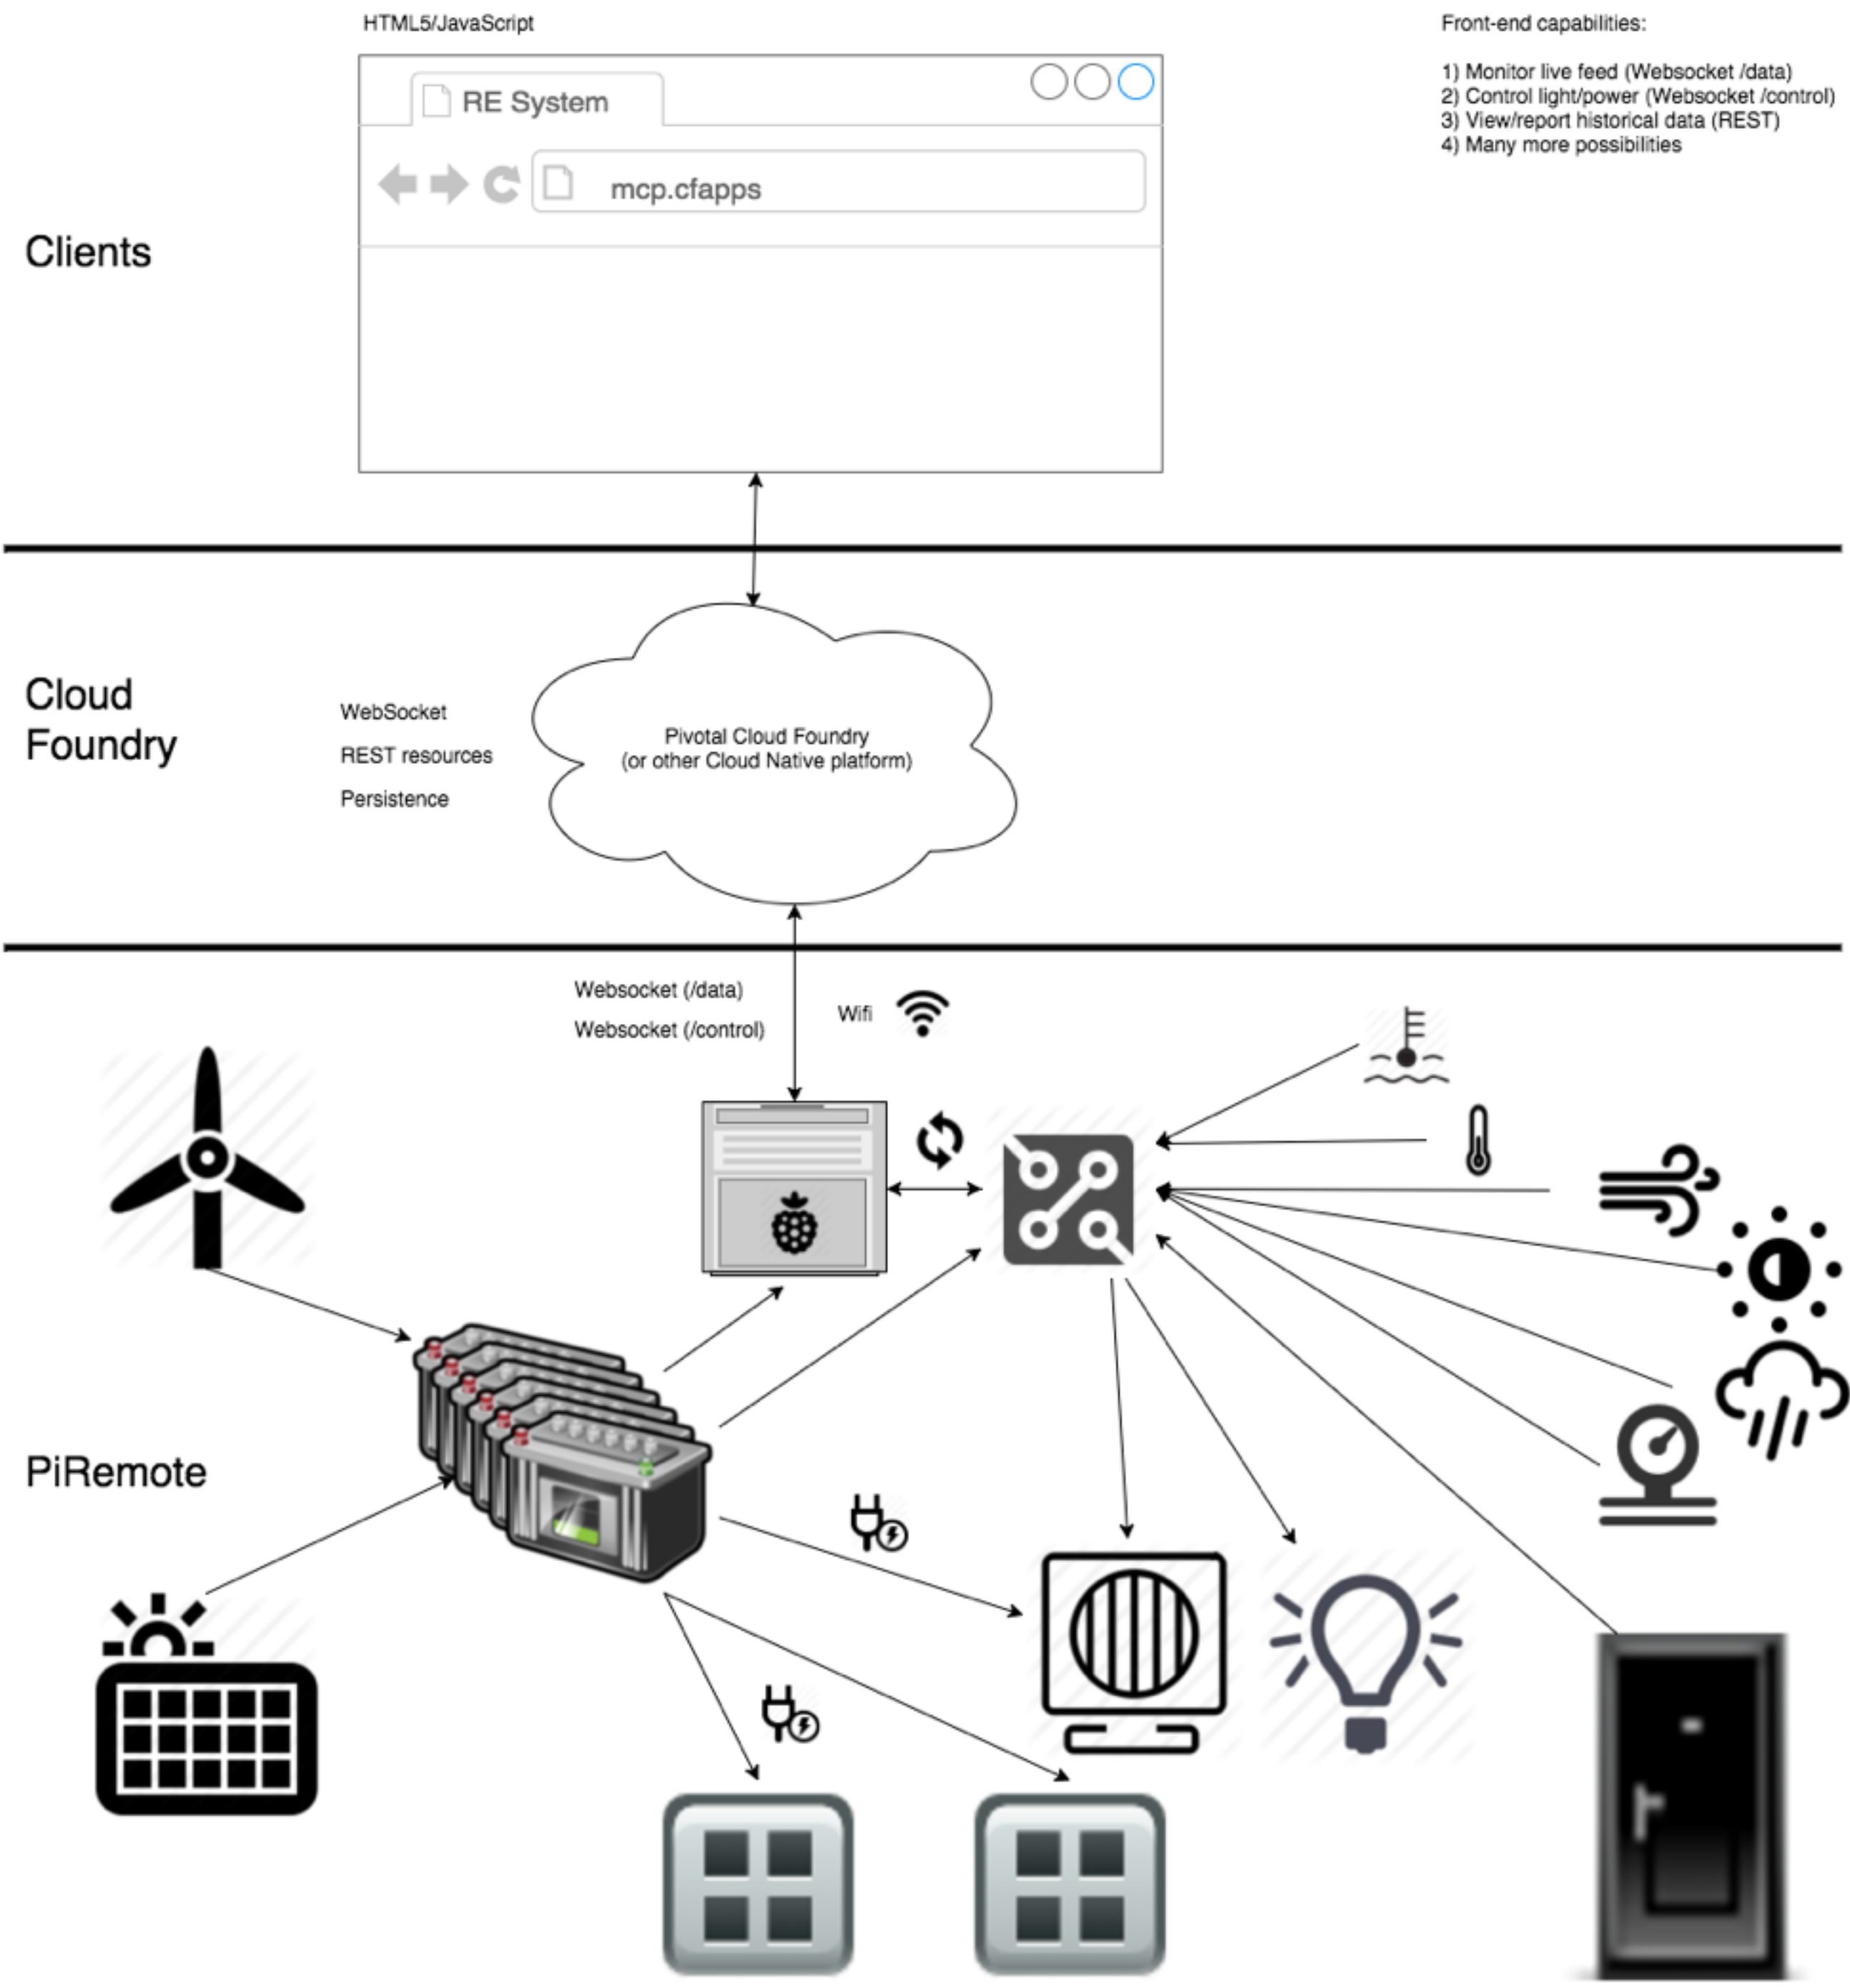 HTML5/JavaScript
Front-end capabilities:
1) Monitor live feed (Websocket /data)
2) Control light/power (Websocket /control)
3) View/report historical data (REST)
4) Many more possibilities
RE System
mcp.cfapps
Clients
Cloud
Foundry
WebSocket
REST resources
Persistence
Pivotal Cloud Foundry
(or other Cloud Native platform)
Websocket (/data)
Websocket (/control)
Wifi
PiRemote